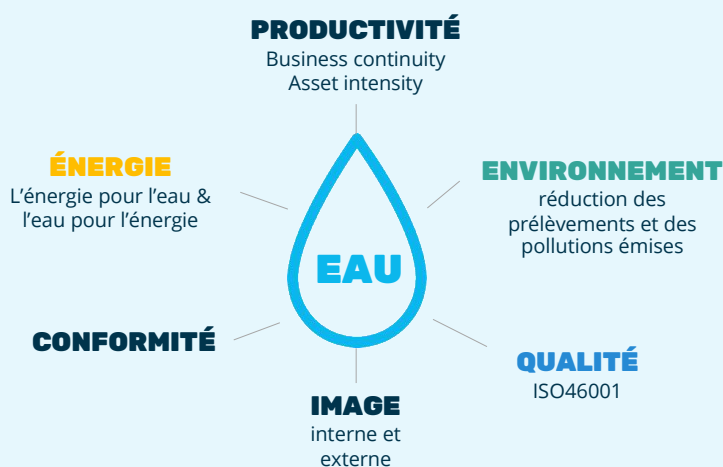 PRODUCTIVITÉ
Business continuity
Asset intensity
ÉNERGIE
L’énergie pour l’eau &
l’eau pour l’énergie
ENVIRONNEMENT
réduction des
prélèvements et des
pollutions émises
EAU
CONFORMITÉ
QUALITÉ
ISO46001
IMAGE
interne et
externe